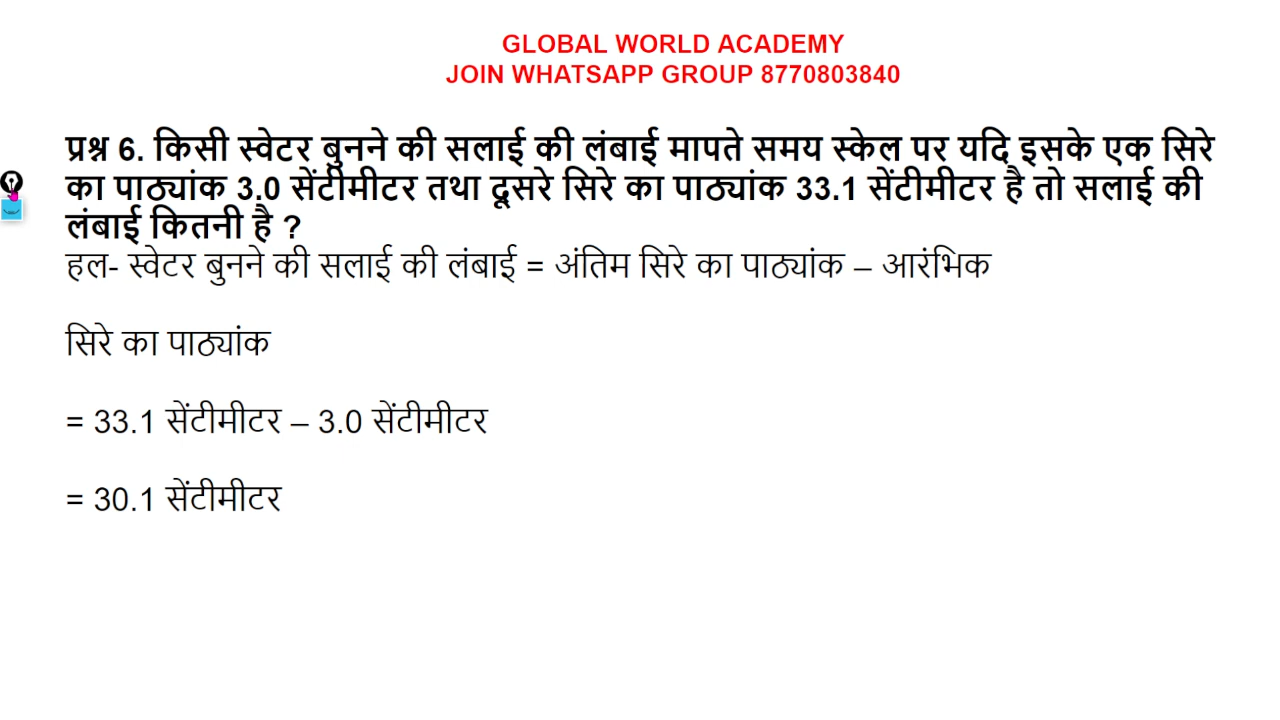 GLOBAL WORLD ACADEMY
JOIN WHATSAPP GROUP 8770803840
प्रश्न 6. किसी स्वेटर बुनने की सलाई की लंबाई मापते समय स्केल पर यदि इसके एक सिरे
का पाठ्यांक 3.0 सेंटीमीटर तथा दूसरे सिरे का पाठ्यांक 33.1 सेंटीमीटर है तो सलाई की
लंबाई कितनी है ?
हल- स्वेटर बुनने की सलाई की लंबाई = अंतिम सिरे का पाठ्यांक – आरंभिक
सिरे का पाठ्यांक
= 33.1 सेंटीमीटर – 3.0 सेंटीमीटर
= 30.1 सेंटीमीटर